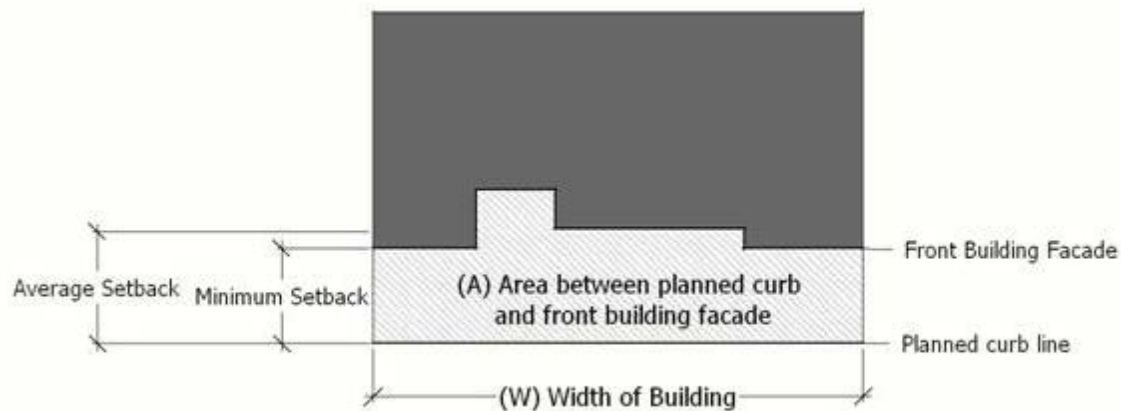 Front Building Facade
Average Setback
Minimum Setback
(A) Area between planned curb
and front building facade
Planned curb line
(W) Width of Building